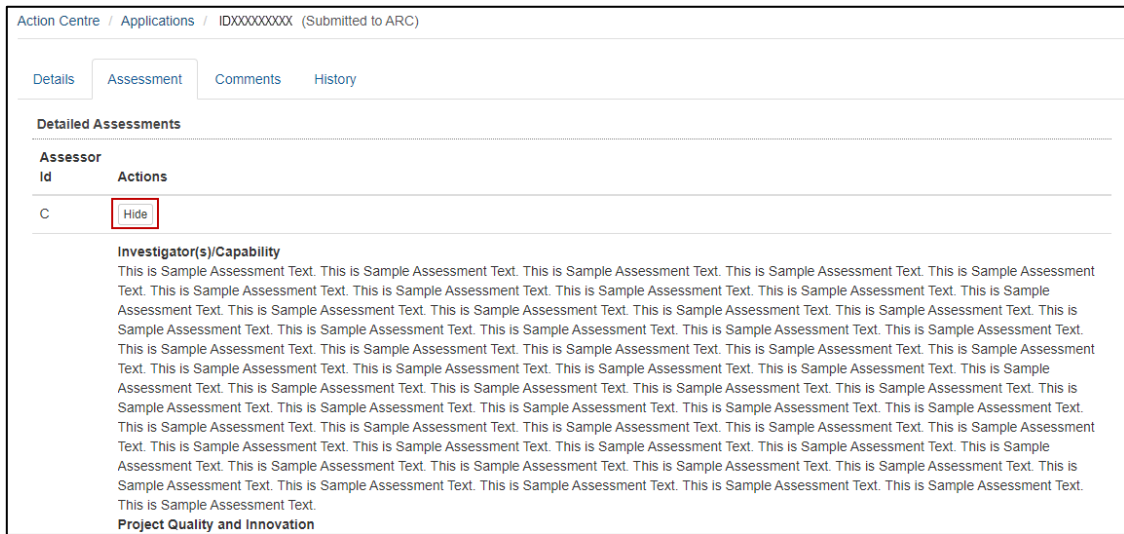 Action Centre / Applications / IDXXXXXXXX (Submitted to ARC)
Details Assessment Comments History
Detailed Assessments
Assessor
Id Actions
C Hide
Investigator(s)/Capability
This is Sample Assessment Text. This is Sample Assessment Text. This is Sample Assessment Text. This is Sample Assessment Text. This is Sample Assessment
Text. This is Sample Assessment Text. This is Sample Assessment Text. This is Sample Assessment Text. This is Sample Assessment Text. This is Sample
Assessment Text. This is Sample Assessment Text. This is Sample Assessment Text. This is Sample Assessment Text. This is Sample Assessment Text. This is
Sample Assessment Text. This is Sample Assessment Text. This is Sample Assessment Text. This is Sample Assessment Text. This is Sample Assessment Text.
This is Sample Assessment Text. This is Sample Assessment Text. This is Sample Assessment Text. This is Sample Assessment Text. This is Sample Assessment
Text. This is Sample Assessment Text. This is Sample Assessment Text. This is Sample Assessment Text. This is Sample Assessment Text. This is Sample
Assessment Text. This is Sample Assessment Text. This is Sample Assessment Text. This is Sample Assessment Text. This is Sample Assessment Text. This is
Sample Assessment Text. This is Sample Assessment Text. This is Sample Assessment Text. This is Sample Assessment Text. This is Sample Assessment Text.
This is Sample Assessment Text. This is Sample Assessment Text. This is Sample Assessment Text. This is Sample Assessment Text. This is Sample Assessment
Text. This is Sample Assessment Text. This is Sample Assessment Text. This is Sample Assessment Text. This is Sample Assessment Text. This is Sample
Assessment Text. This is Sample Assessment Text. This is Sample Assessment Text. This is Sample Assessment Text. This is Sample Assessment Text. This is
Sample Assessment Text. This is Sample Assessment Text. This is Sample Assessment Text. This is Sample Assessment Text. This is Sample Assessment Text.
This is Sample Assessment Text.
Project Quality and Innovation